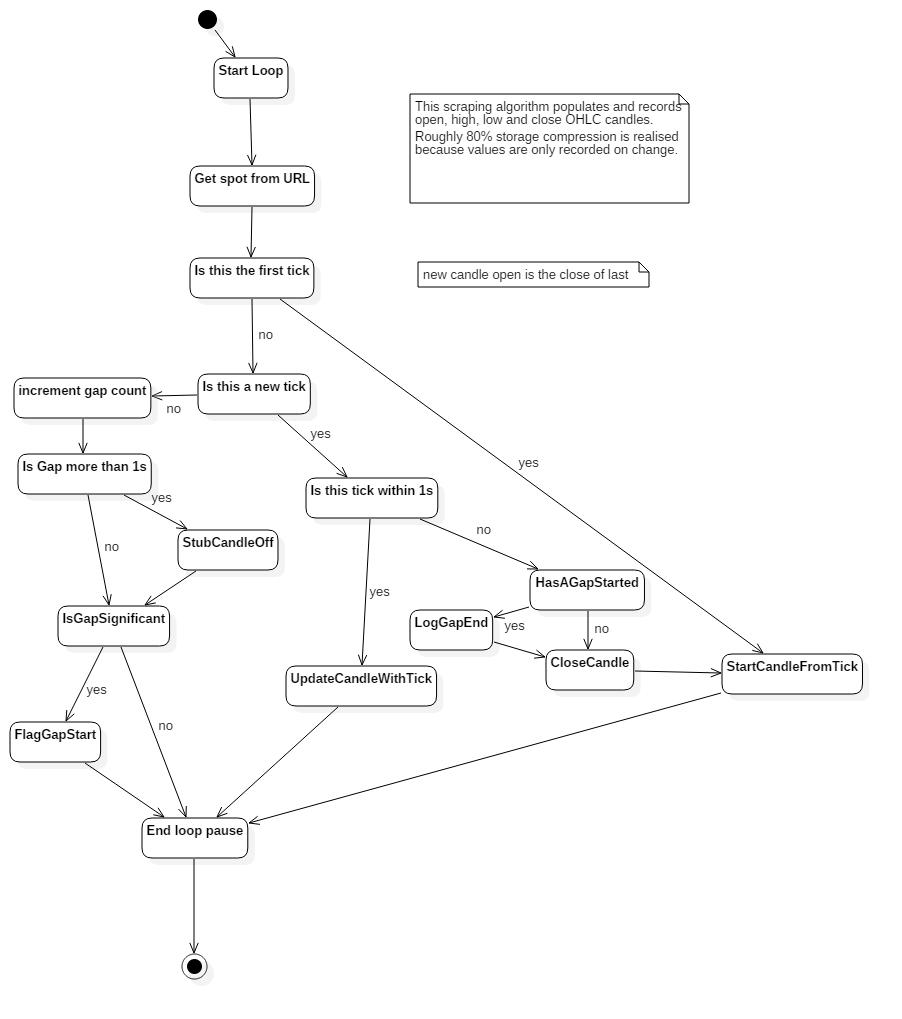 Start Loop
This scraping algorithm populates and records
open, high, low and close OHLC candles.
Roughly 80% storage compression is realised
because values are only recorded on change.
Get spot from URL
Is this the first tick
new candle open is the close of last
no
Is this a new tick
increment gap count
no
yes
yes
Is Gap more than 1s
Is this tick within 1s
yes
no
StubCandleOff
no
HasAGapStarted
yes
IsGapSignificant
LogGapEnd
yes
no
CloseCandle
StartCandleFromTick
UpdateCandleWithTick
yes
no
FlagGapStart
End loop pause